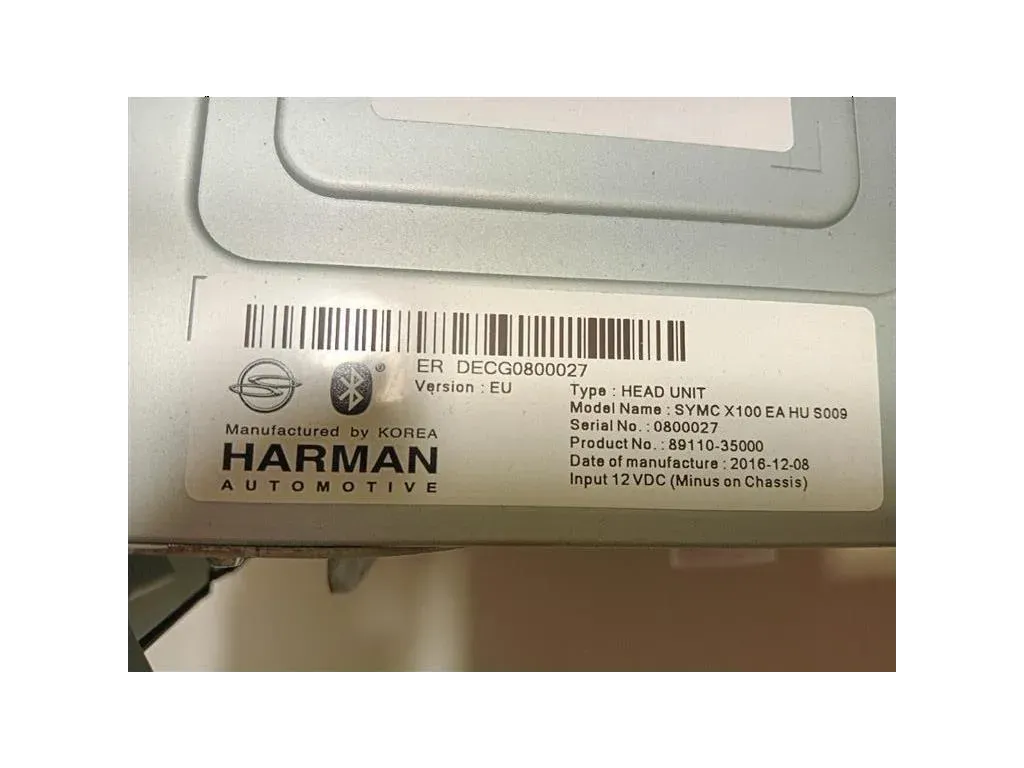 ER DECG0800027
Version : EU
Type : HEAD UNIT
Model Name : SYMC X100 EA HU S009
Serial No. : 0800027
Product No. : 89110-35000
Date of manufacture : 2016-12-08
Input 12 VDC (Minus on Chassis)
®
Manufactured by KOREA
HARMAN
AUTOMOTIVE